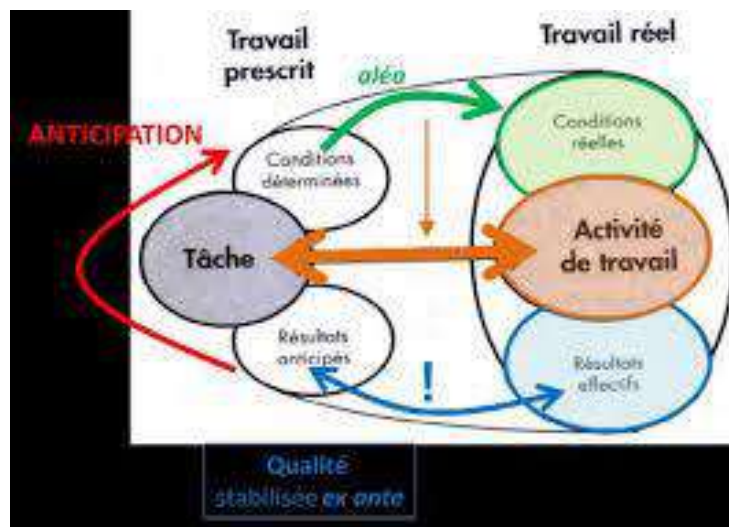 Travail
prescrit
Travail réel
aléa
ANTICIPATION
Conditions
déterminées
Conditions
réelles
Tâche
Activité
de travail
Résultats
anticipés
!
Résultats
effectifs
Qualité
stabilisée ex ante